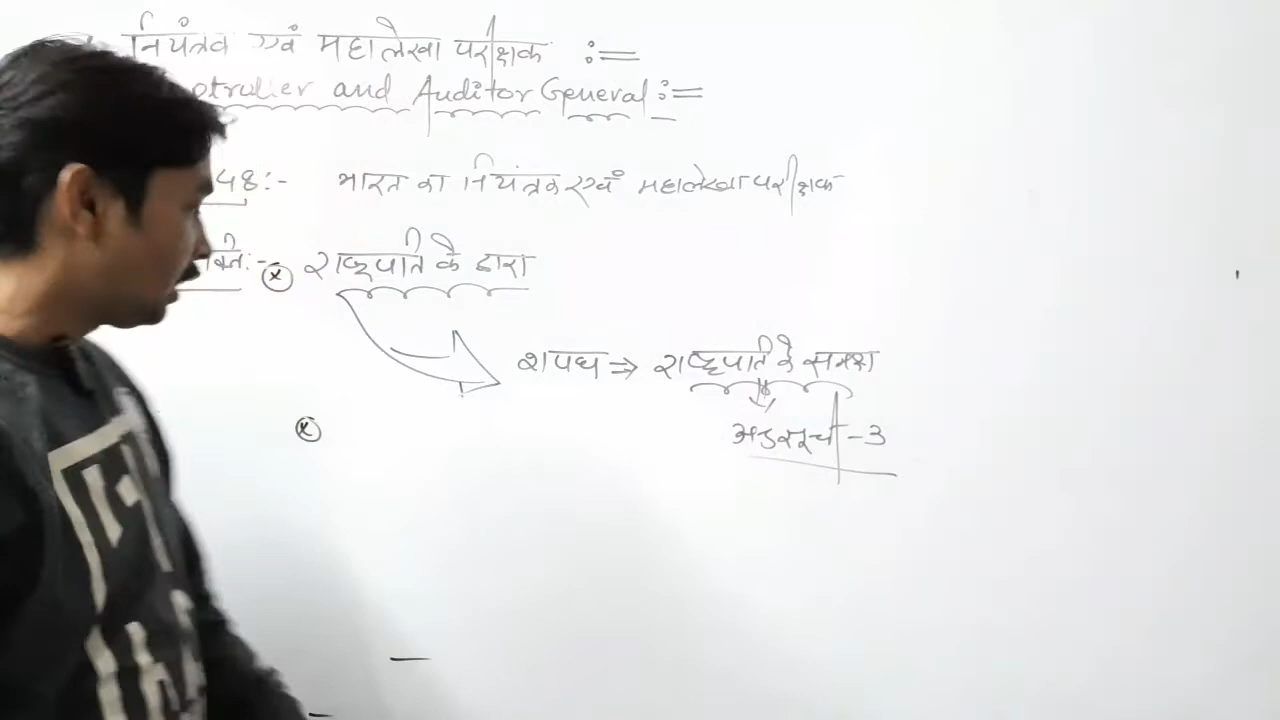 नियंत्रक एवं महालेखा परीक्षक :=
ptroller and Auditor General :=
148:- भारत का नियंत्रक एवं महालेखा परीक्षक
क्ति:- राष्ट्रपति के द्वारा
शपथ ⇒ राष्ट्रपति के समक्ष
अनुसूची - 3